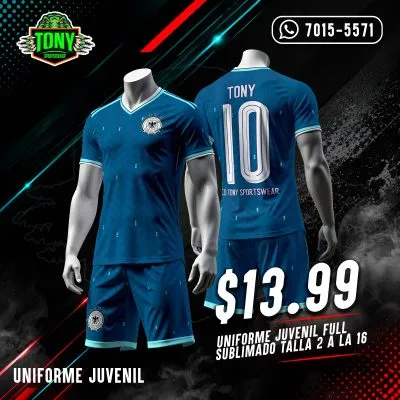 TONY
SPORTSWEAR
7015-5571
TONY
10
TONY SPORTSWEAR
$13.99
UNIFORME JUVENIL FULL
SUBLIMADO TALLA 2 A LA 16
UNIFORME JUVENIL